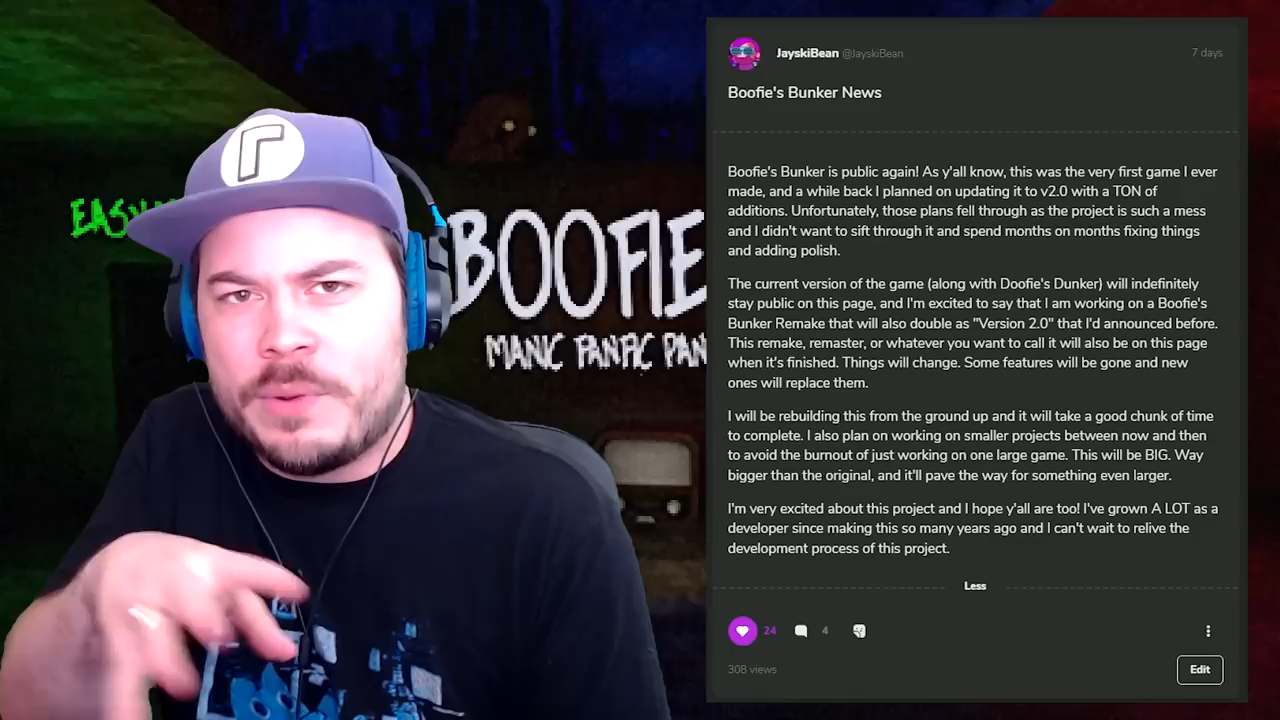 JayskiBean @JayskiBean 7 days
Boofie's Bunker News
Boofie's Bunker is public again! As y'all know, this was the very first game I ever
made, and a while back I planned on updating it to v2.0 with a TON of
additions. Unfortunately, those plans fell through as the project is such a mess
and I didn't want to sift through it and spend months on months fixing things
and adding polish.
The current version of the game (along with Doofie's Dunker) will indefinitely
stay public on this page, and I'm excited to say that I am working on a Boofie's
Bunker Remake that will also double as "Version 2.0" that I'd announced before.
This remake, remaster, or whatever you want to call it will also be on this page
when it's finished. Things will change. Some features will be gone and new
ones will replace them.
I will be rebuilding this from the ground up and it will take a good chunk of time
to complete. I also plan on working on smaller projects between now and then
to avoid the burnout of just working on one large game. This will be BIG. Way
bigger than the original, and it'll pave the way for something even larger.
I'm very excited about this project and I hope y'all are too! I've grown A LOT as a
developer since making this so many years ago and I can't wait to relive the
development process of this project.
Less
24 4
308 views
Edit
EASY
BOOFIE
MANIC PANFIC PAN